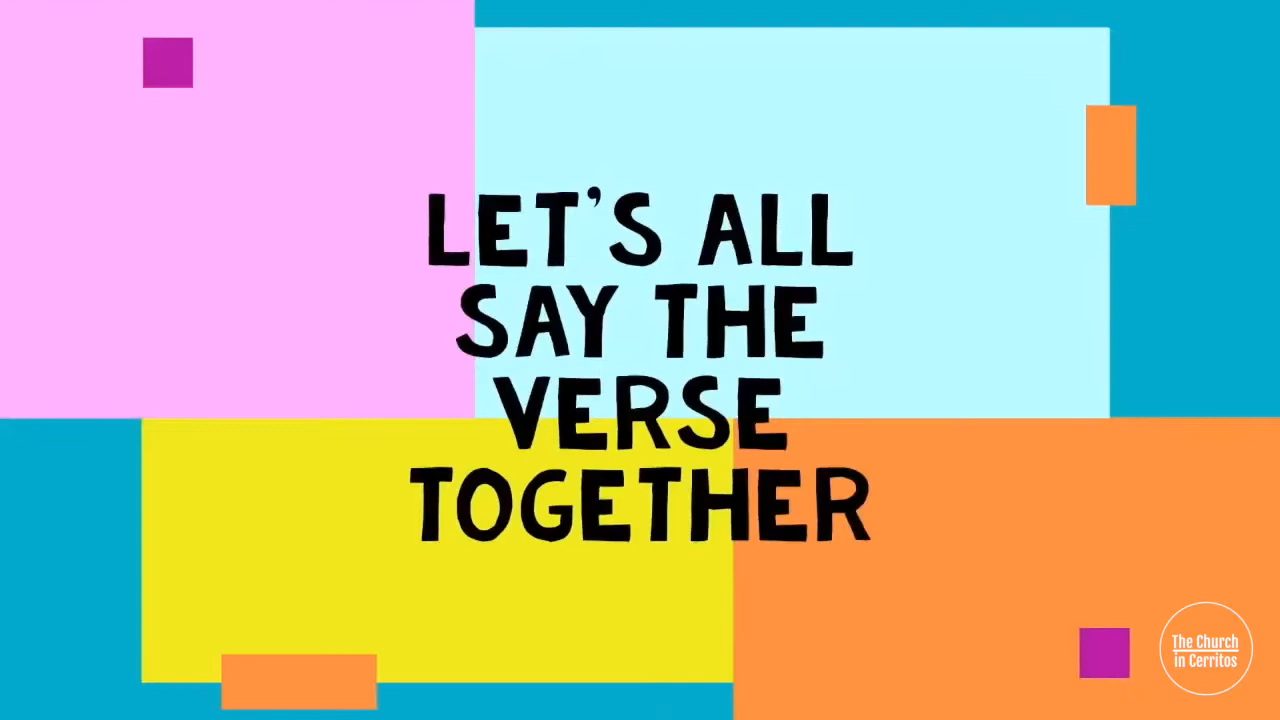 LET'S ALL
SAY THE
VERSE
TOGETHER
The Church
in Cerritos